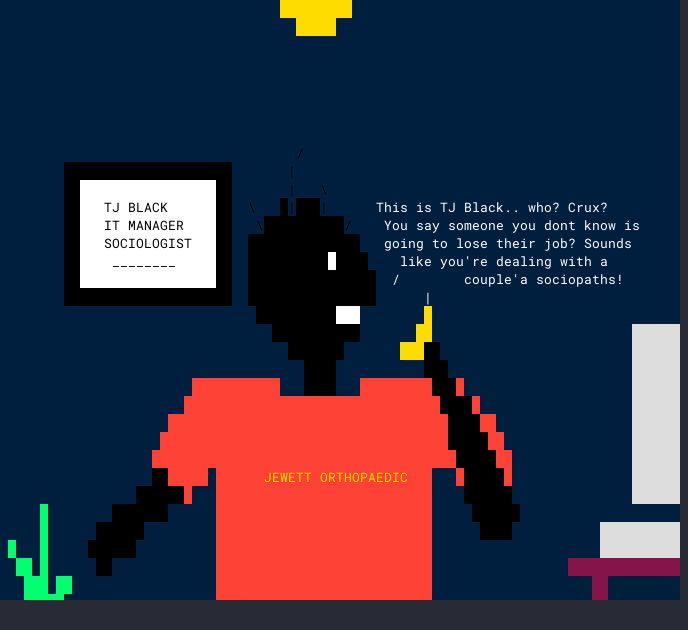 TJ BLACK
IT MANAGER
SOCIOLOGIST
________
This is TJ Black.. who? Crux?
You say someone you dont know is
going to lose their job? Sounds
like you're dealing with a
couple'a sociopaths!
JEWETT ORTHOPAEDIC